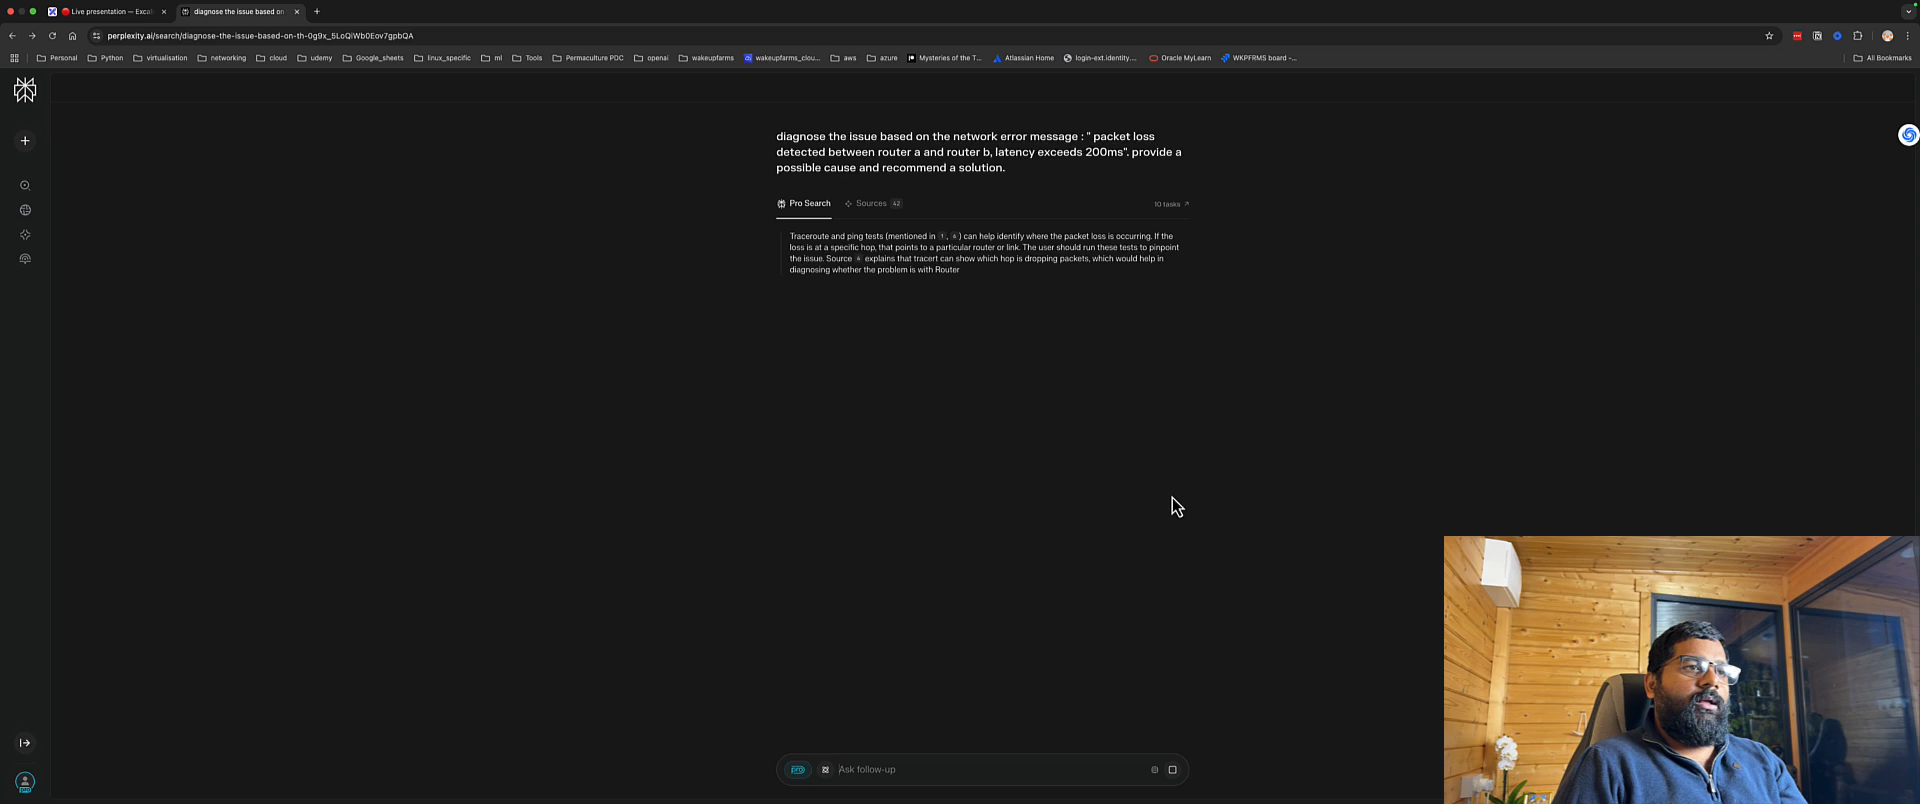 Live presentation — Excal
diagnose the issue based on
perplexity.ai/search/diagnose-the-issue-based-on-th-0g9x_5LoQiWb0Eov7gpbQA
Personal
Python
virtualisation
networking
cloud
udemy
Google_sheets
linux_specific
ml
Tools
Permaculture PDC
openai
wakeupfarms
wakeupfarms_clou...
aws
azure
Mysteries of the T...
Atlassian Home
login-ext.identity....
Oracle MyLearn
WKPFRMS board -...
All Bookmarks
diagnose the issue based on the network error message : " packet loss
detected between router a and router b, latency exceeds 200ms". provide a
possible cause and recommend a solution.
Pro Search
Sources 42
10 tasks
Traceroute and ping tests (mentioned in 1, 6) can help identify where the packet loss is occurring. If the
loss is at a specific hop, that points to a particular router or link. The user should run these tests to pinpoint
the issue. Source 6 explains that tracert can show which hop is dropping packets, which would help in
diagnosing whether the problem is with Router
pro
Ask follow-up